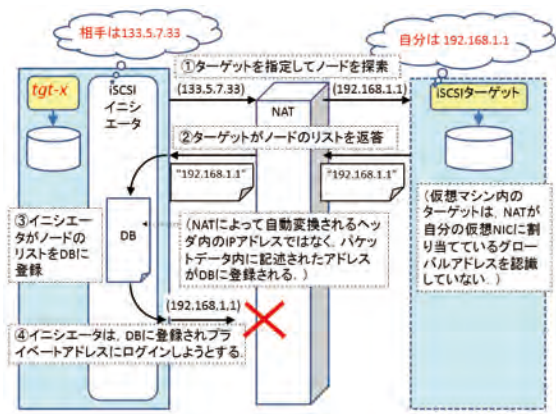 相手は133.5.7.33
自分は 192.168.1.1
①ターゲットを指定してノードを探素
tgt-x
iSCSI
イニシ
エータ
(133.5.7.33)
(192.168.1.1)
NAT
iSCSIターゲット
②ターゲットがノードのリストを返答
"192.168.1.1"
"192.168.1.1"
③イニシエー
タがノードの
リストをDBに
登録
DB
(NATによって自動変換されるヘッ
ダ内のIPアドレスではなく，パケッ
トデータ内に記述されたアドレス
がDBに登録される．)
(仮想マシン内の
ターゲットは，NATが
自分の仮想NICに割
り当てているグロー
バルアドレスを認識
していない．)
(192.168.1.1)
④イニシエータは，DBに登録されプラ
イベートアドレスにログインしようとする．